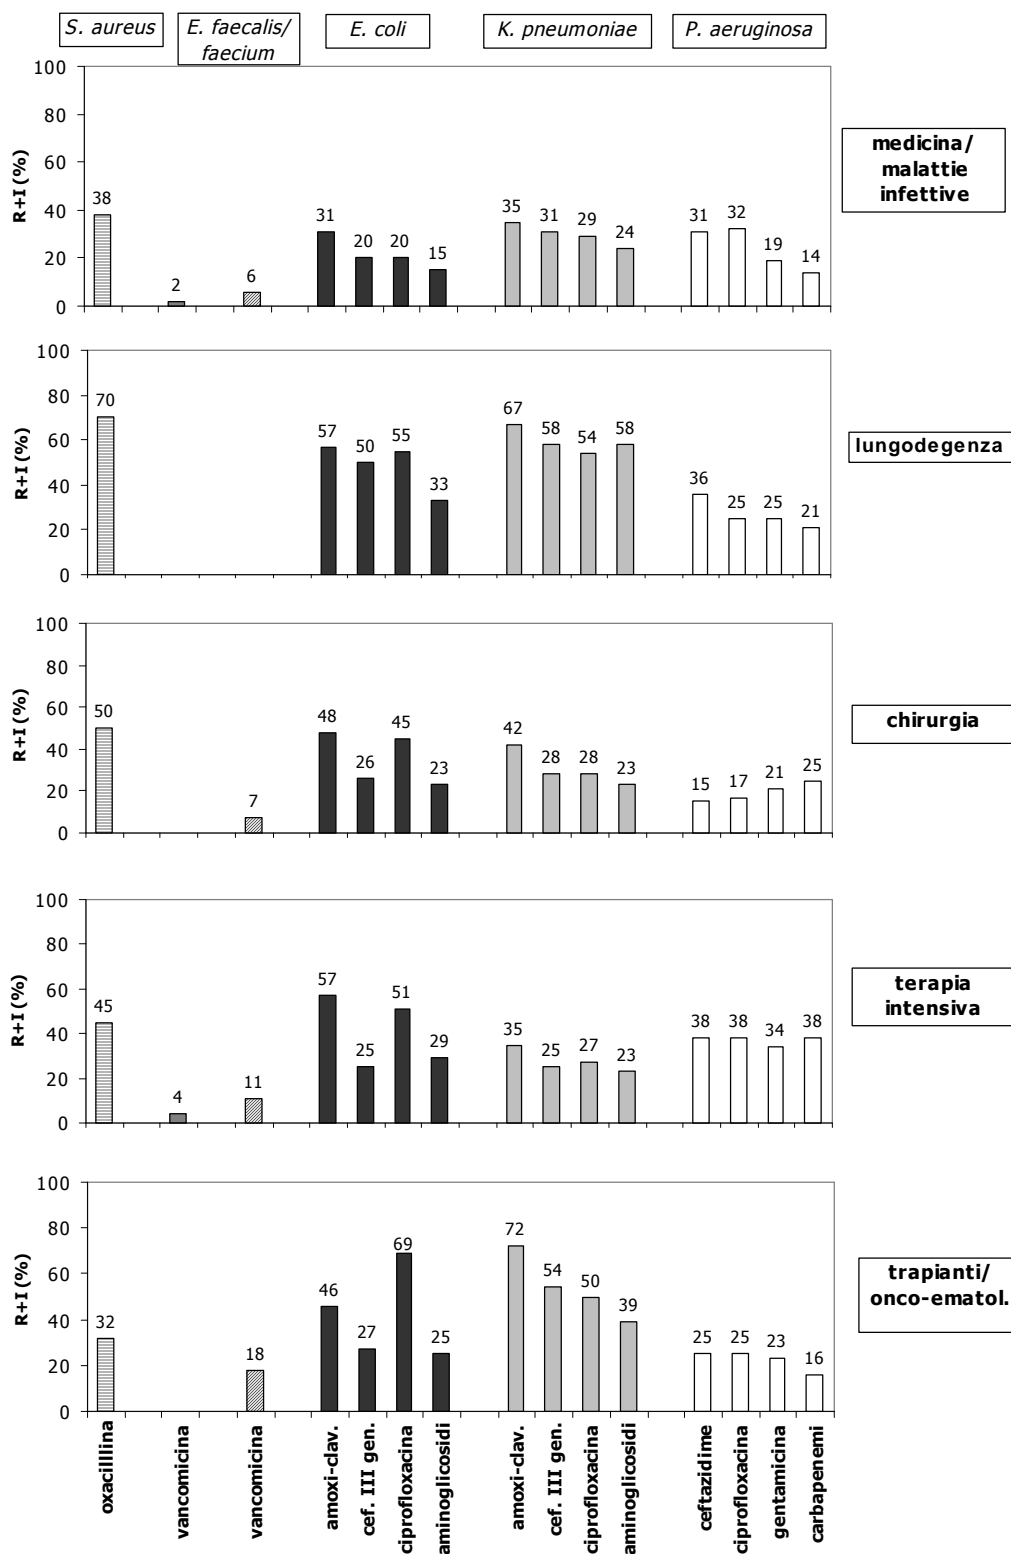 S. aureus
E. faecalis/
faecium
E. coli
K. pneumoniae
P. aeruginosa
R+I (%)
100
80
60
40
20
0
38
2
6
31
20
20
15
35
31
29
24
31
32
19
14
medicina/
malattie
infettive
R+I (%)
100
80
60
40
20
0
70
57
50
55
33
67
58
54
58
36
25
25
21
lungodegenza
R+I (%)
100
80
60
40
20
0
50
7
48
26
45
23
42
28
28
23
15
17
21
25
chirurgia
R+I (%)
100
80
60
40
20
0
45
4
11
57
25
51
29
35
25
27
23
38
38
34
38
terapia
intensiva
R+I (%)
100
80
60
40
20
0
32
18
46
27
69
25
72
54
50
39
25
25
23
16
trapianti/
onco-ematol.
oxacilllina
vancomicina
vancomicina
amoxi-clav.
cef. III gen.
ciprofloxacina
aminoglicosidi
amoxi-clav.
cef. III gen.
ciprofloxacina
aminoglicosidi
ceftazidime
ciprofloxacina
gentamicina
carbapenemi